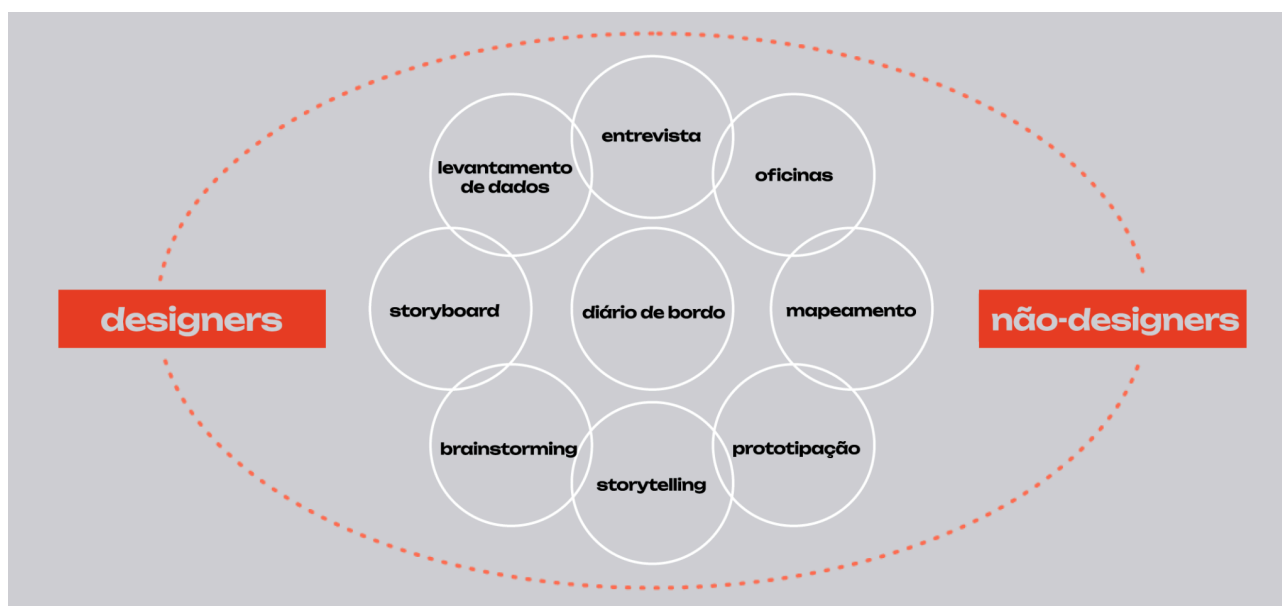 entrevista
levantamento
de dados
oficinas
storyboard
diário de bordo
mapeamento
designers
não-designers
brainstorming
prototipação
storytelling